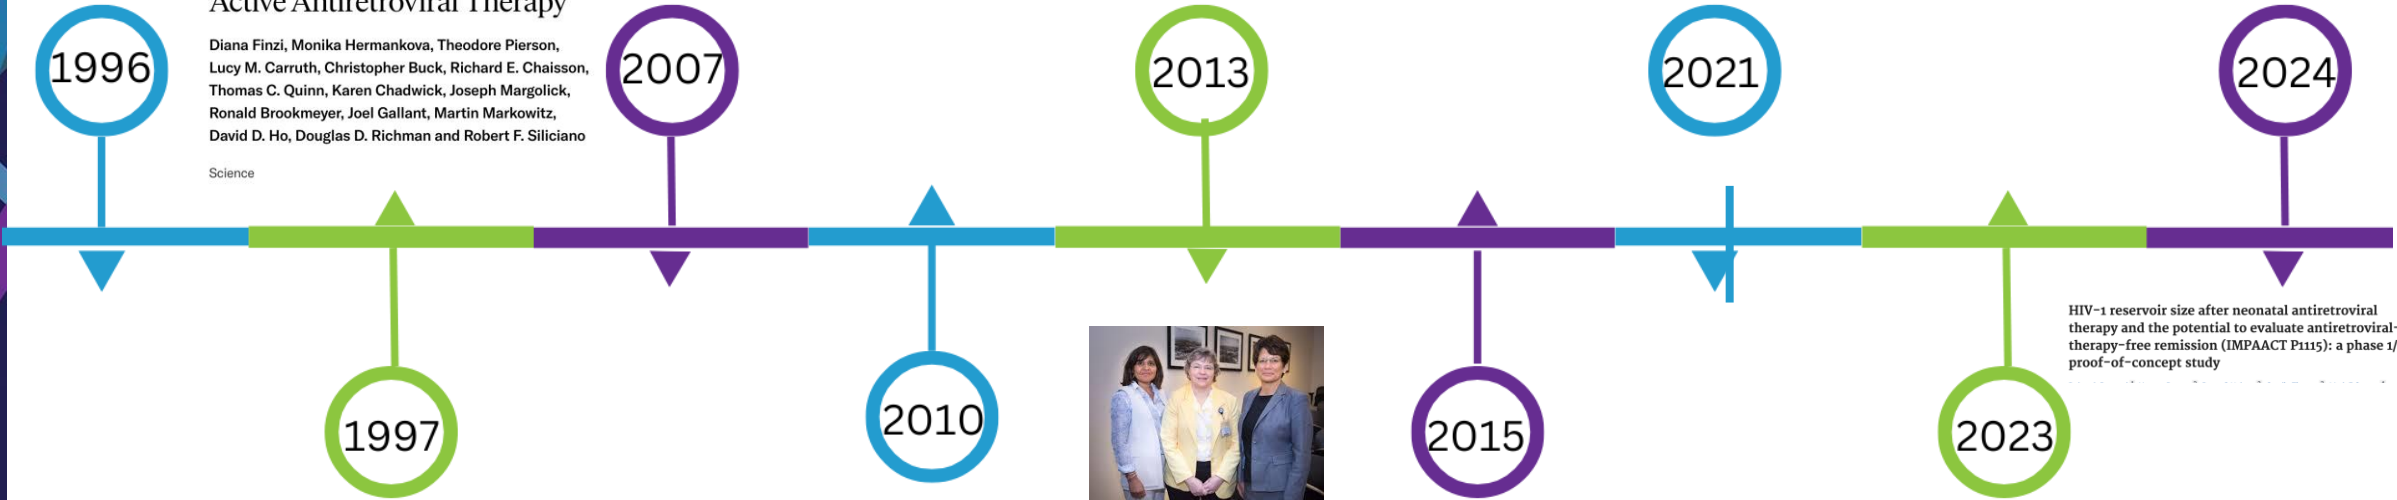 Active Antiretroviral Therapy
Diana Finzi, Monika Hermankova, Theodore Pierson,
Lucy M. Carruth, Christopher Buck, Richard E. Chaisson,
Thomas C. Quinn, Karen Chadwick, Joseph Margolick,
Ronald Brookmeyer, Joel Gallant, Martin Markowitz,
David D. Ho, Douglas D. Richman and Robert F. Siliciano
Science
1996
2007
2013
2021
2024
1997
2010
2015
2023
HIV-1 reservoir size after neonatal antiretroviral
therapy and the potential to evaluate antiretroviral-
therapy-free remission (IMPAACT P1115): a phase 1/
proof-of-concept study